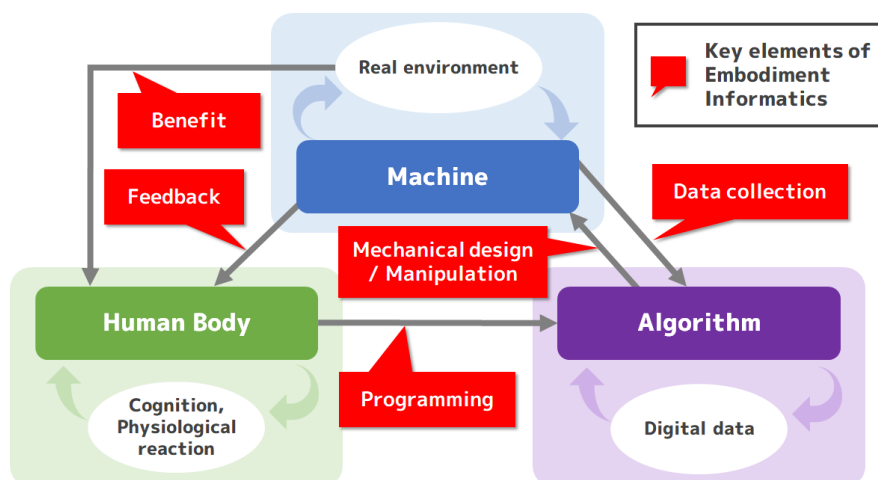 Real environment
Key elements of
Embodiment
Informatics
Benefit
Machine
Feedback
Data collection
Mechanical design
/ Manipulation
Human Body
Algorithm
Programming
Cognition,
Physiological
reaction
Digital data